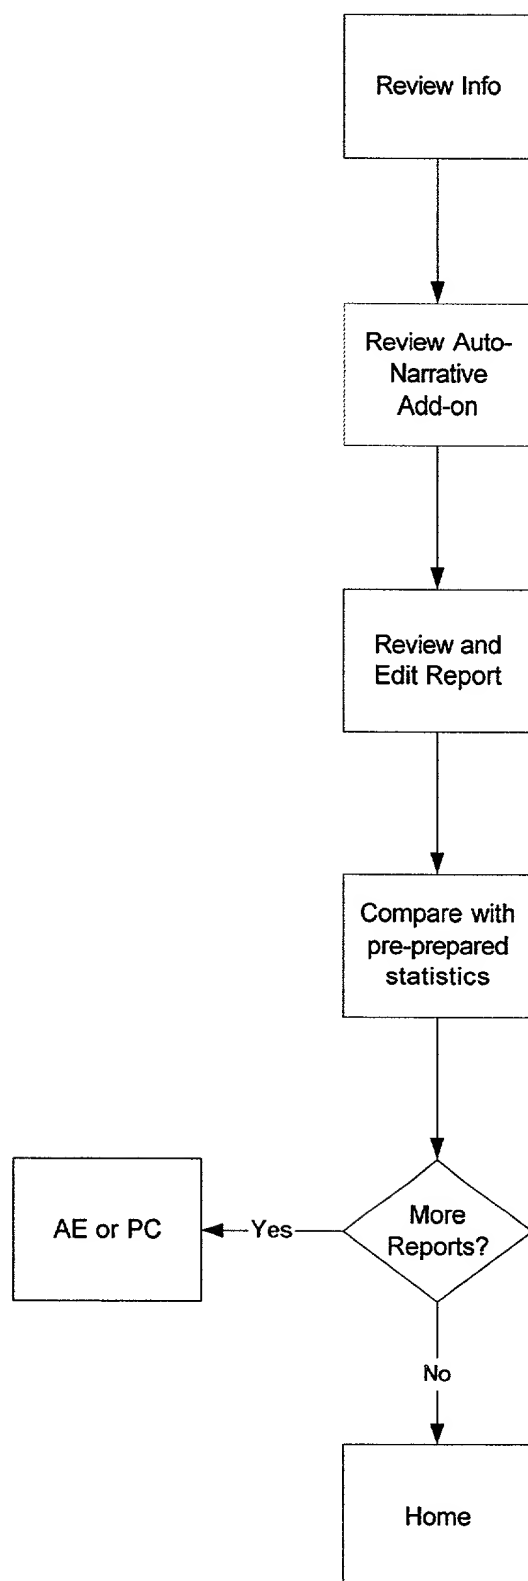 Review Info
Review Auto-
Narrative
Add-on
Review and
Edit Report
Compare with
pre-prepared
statistics
More
Reports?
Yes
AE or PC
No
Home